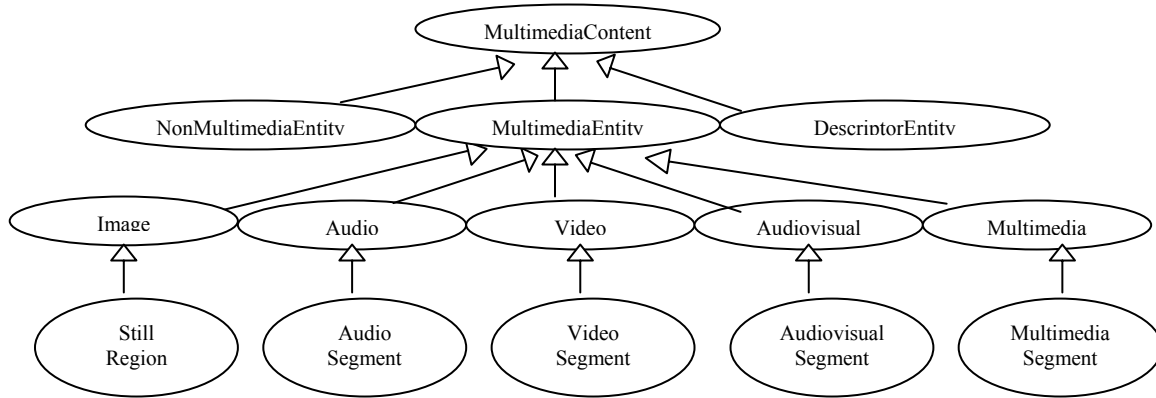 MultimediaContent
NonMultimediaEntity
MultimediaEntity
DescriptorEntity
Image
Audio
Video
Audiovisual
Multimedia
Still
Region
Audio
Segment
Video
Segment
Audiovisual
Segment
Multimedia
Segment